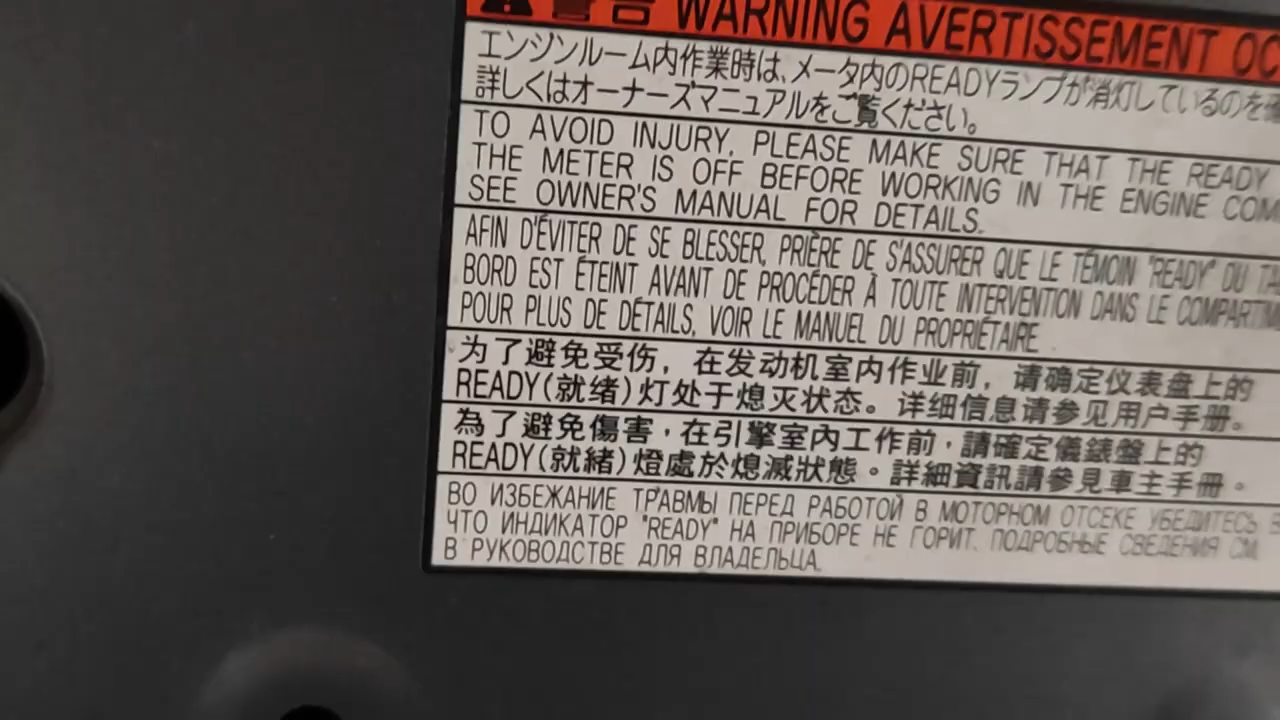 警告 WARNING AVERTISSEMENT
エンジンルーム内作業時は、メータ内のREADYランプが消灯しているのを
詳しくはオーナーズマニュアルをご覧ください。
TO AVOID INJURY, PLEASE MAKE SURE THAT THE READY
THE METER IS OFF BEFORE WORKING IN THE ENGINE
SEE OWNER'S MANUAL FOR DETAILS.
AFIN D'ÉVITER DE SE BLESSER, PRIÈRE DE S'ASSURER QUE LE TÉMOIN "READY" DU
BORD EST ÉTEINT AVANT DE PROCÉDER À TOUTE INTERVENTION DANS LE
POUR PLUS DE DÉTAILS, VOIR LE MANUEL DU PROPRIÉTAIRE.
为了避免受伤，在发动机室内作业前，请确定仪表盘上的
READY(就绪)灯处于熄灭状态。详细信息请参见用户手册。
為了避免傷害，在引擎室內工作前，請確定儀錶盤上的
READY(就緒)燈處於熄滅狀態。詳細資訊請參見車主手冊。
ВО ИЗБЕЖАНИЕ ТРАВМЫ ПЕРЕД РАБОТОЙ В МОТОРНОМ ОТСЕКЕ УБЕДИТЕСЬ
ЧТО ИНДИКАТОР "READY" НА ПРИБОРЕ НЕ ГОРИТ. ПОДРОБНЫЕ СВЕДЕНИЯ СМ.
В РУКОВОДСТВЕ ДЛЯ ВЛАДЕЛЬЦА.